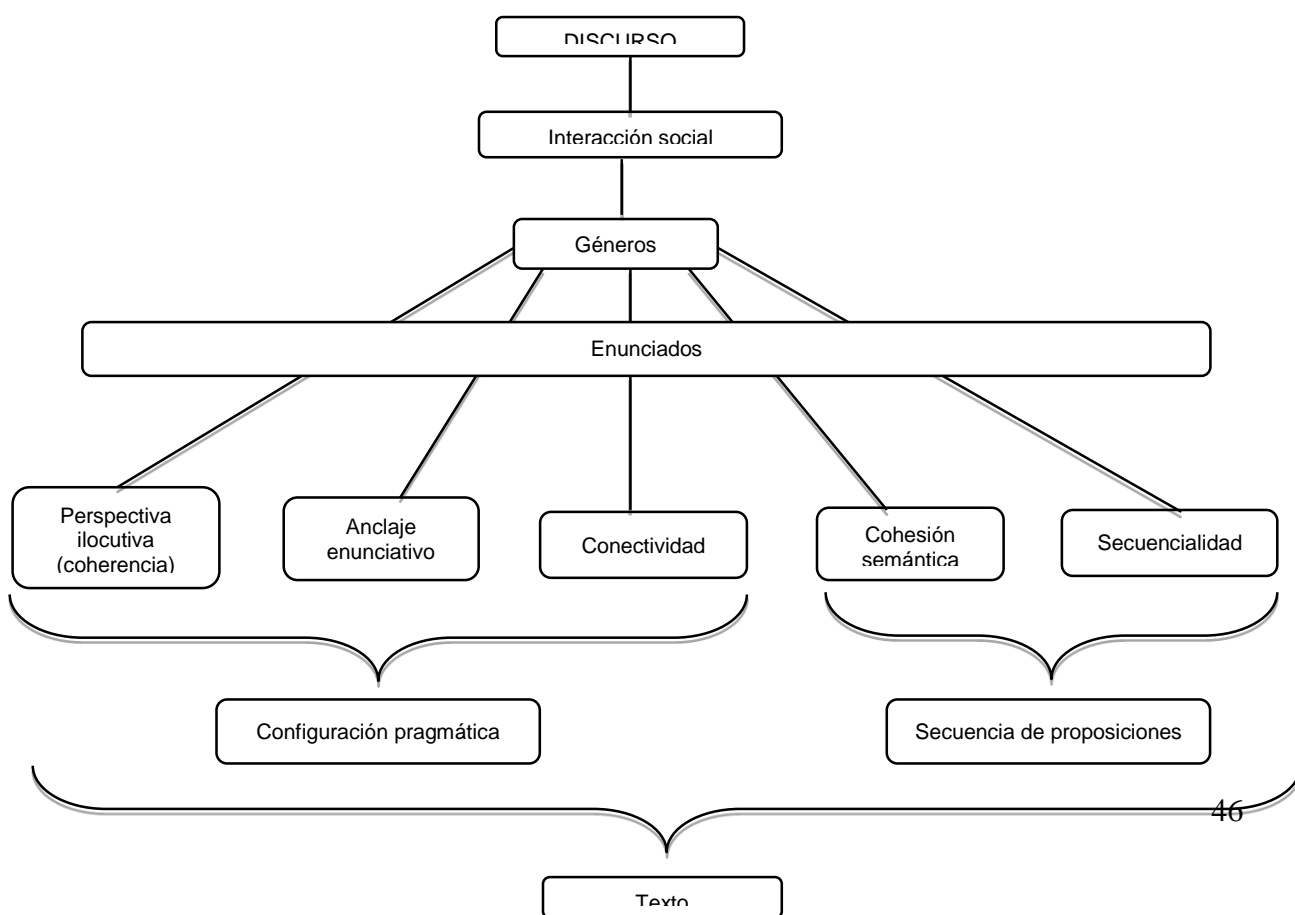 DISCURSO
Interacción social
Géneros
Enunciados
Perspectiva
ilocutiva
(coherencia)
Anclaje
enunciativo
Conectividad
Cohesión
semántica
Secuencialidad
Configuración pragmática
Secuencia de proposiciones
46
Texto